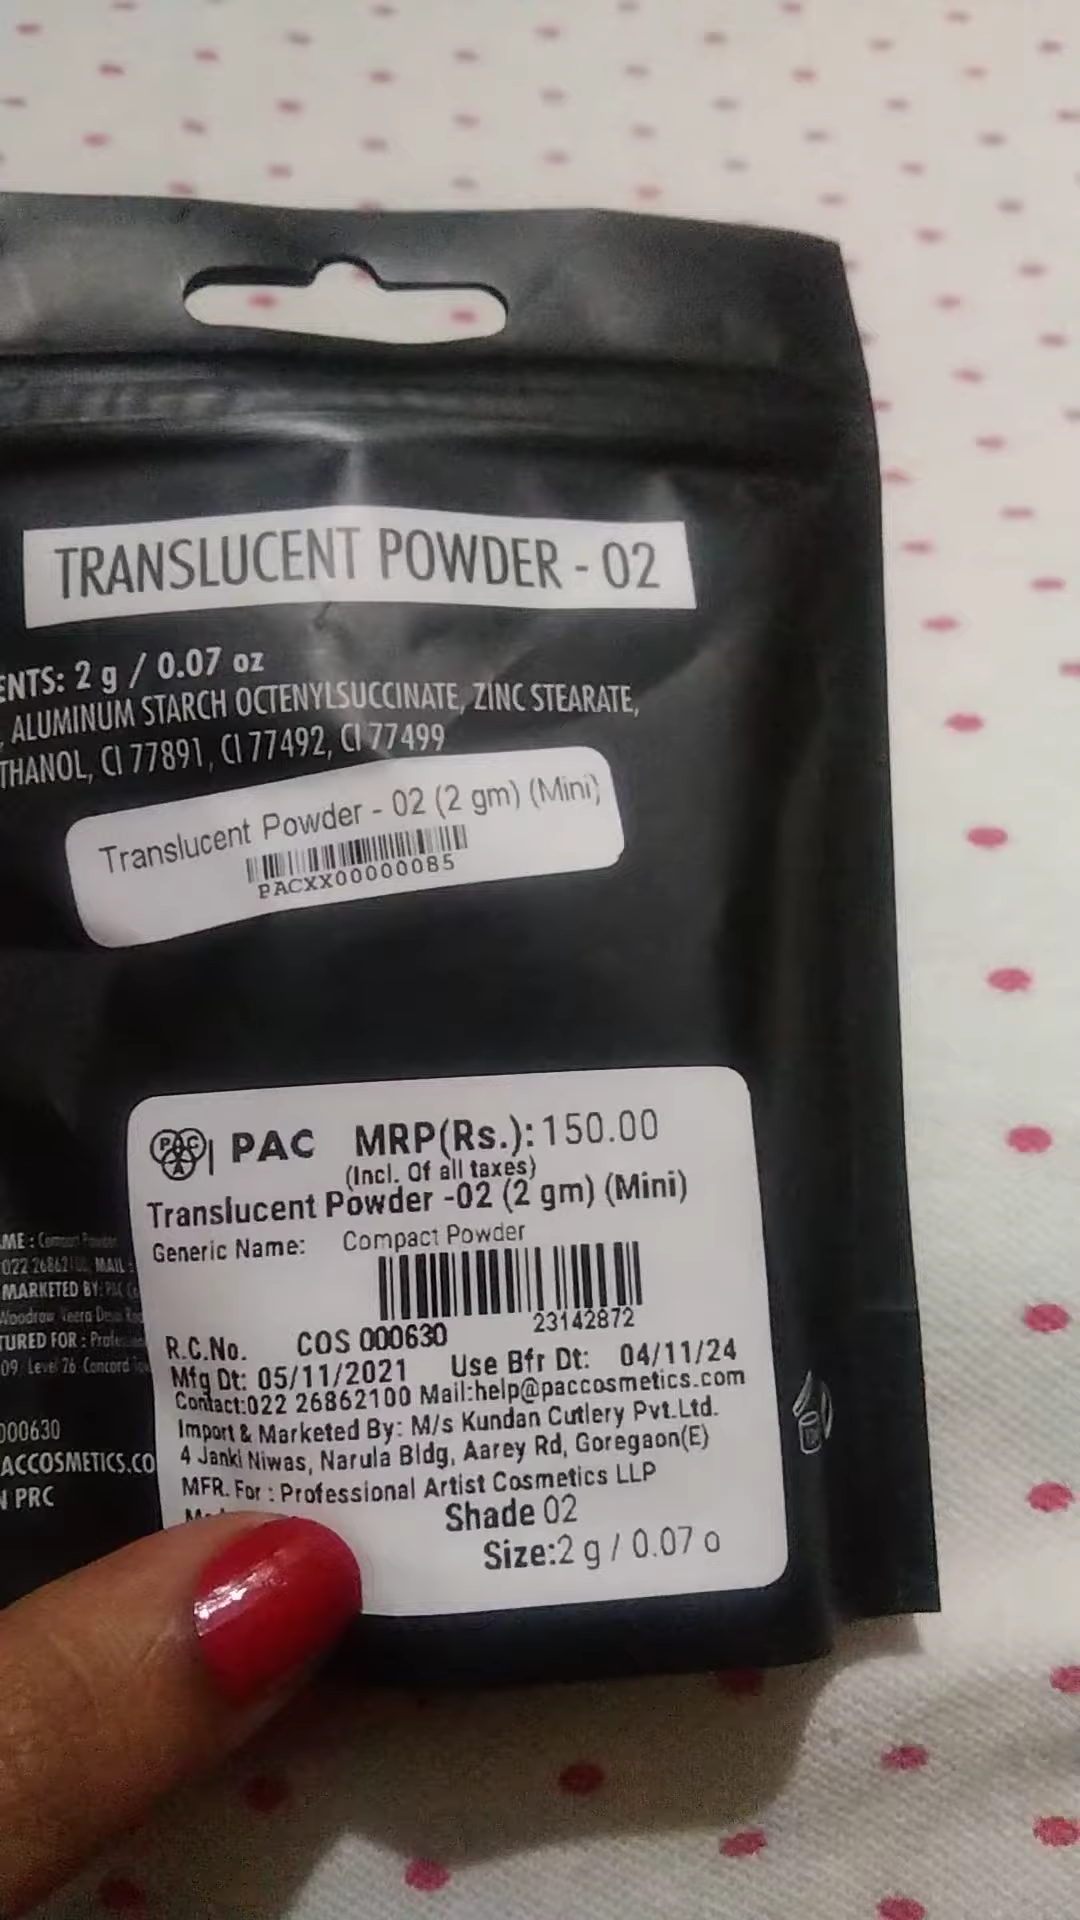 TRANSLUCENT POWDER - 02
ENTS: 2 g / 0.07 oz
, ALUMINUM STARCH OCTENYLSUCCINATE, ZINC STEARATE,
THANOL, CI 77891, CI 77492, CI 77499
Translucent Powder - 02 (2 gm) (Mini)
PACXX00000085
PAC MRP(Rs.): 150.00
(Incl. Of all taxes)
Translucent Powder -02 (2 gm) (Mini)
Generic Name: Compact Powder
23142872
R.C.No. COS 000630
Mfg Dt: 05/11/2021 Use Bfr Dt: 04/11/24
Contact:022 26862100 Mail:help@paccosmetics.com
Import & Marketed By: M/s Kundan Cutlery Pvt.Ltd.
4 Janki Niwas, Narula Bldg, Aarey Rd, Goregaon(E)
MFR. For : Professional Artist Cosmetics LLP
Shade 02
Size:2 g / 0.07 o
AME : Compact Powder
022 26862100, MAIL :
MARKETED BY: PAC
Woodrow Veera Desai
TURED FOR :
09 Level 26 Concord
000630
ACCOSMETICS.CO
N PRC